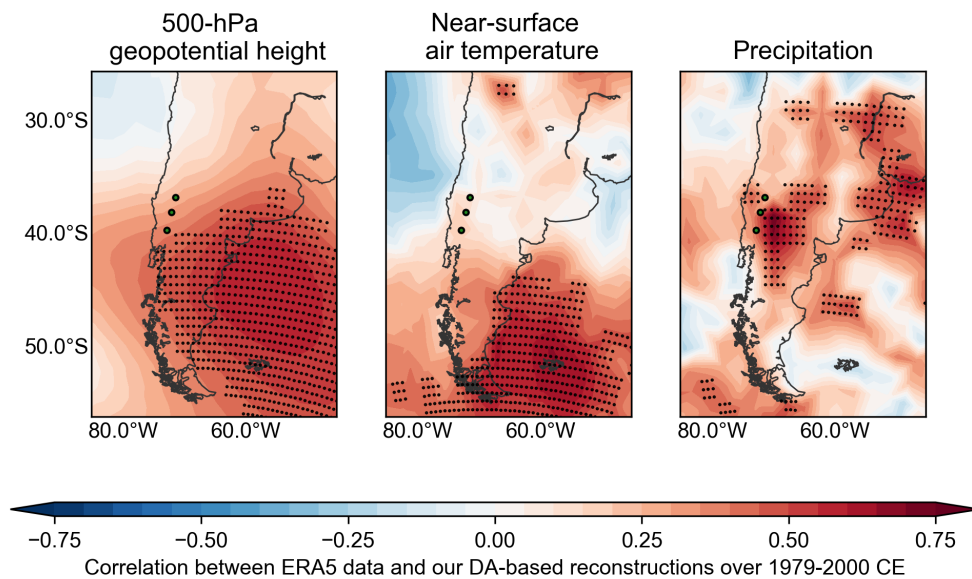 500-hPa
geopotential height
Near-surface
air temperature
Precipitation
30.0°S
40.0°S
50.0°S
80.0°W 60.0°W
80.0°W 60.0°W
80.0°W 60.0°W
−0.75 −0.50 −0.25 0.00 0.25 0.50 0.75
Correlation between ERA5 data and our DA-based reconstructions over 1979-2000 CE